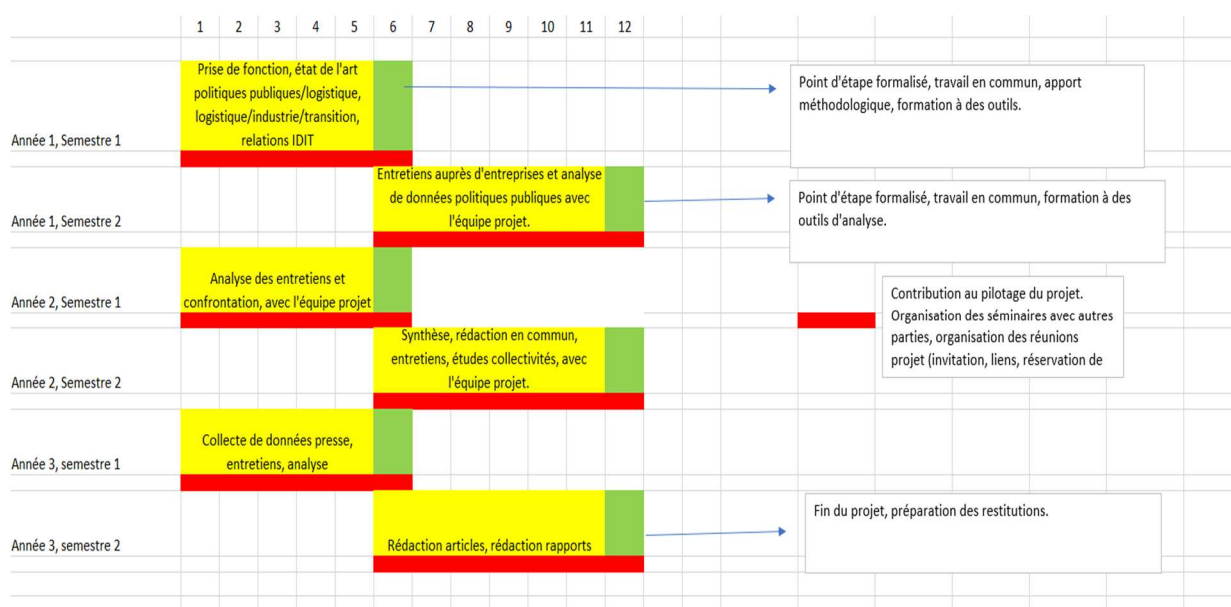 1 2 3 4 5 6 7 8 9 10 11 12
Prise de fonction, état de l'art
politiques publiques/logistique,
logistique/industrie/transition,
relations IDIT
Année 1, Semestre 1
Point d'étape formalisé, travail en commun, apport
méthodologique, formation à des outils.
Entretiens auprès d'entreprises et analyse
de données politiques publiques avec
l'équipe projet.
Année 1, Semestre 2
Point d'étape formalisé, travail en commun, formation à des
outils d'analyse.
Analyse des entretiens et
confrontation, avec l'équipe projet
Année 2, Semestre 1
Contribution au pilotage du projet.
Organisation des séminaires avec autres
parties, organisation des réunions
projet (invitation, liens, réservation de
Synthèse, rédaction en commun,
entretiens, études collectivités, avec
l'équipe projet.
Année 2, Semestre 2
Collecte de données presse,
entretiens, analyse
Année 3, semestre 1
Rédaction articles, rédaction rapports
Année 3, semestre 2
Fin du projet, préparation des restitutions.